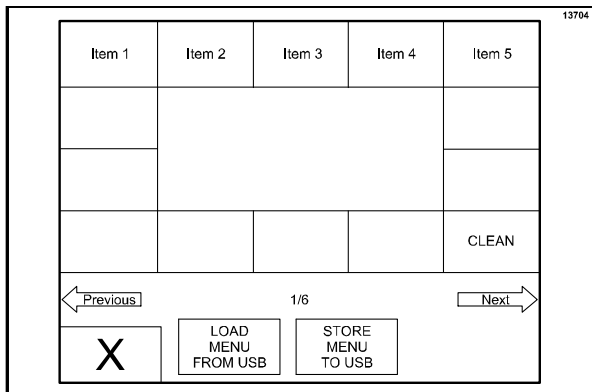 13704
Item 1 Item 2 Item 3 Item 4 Item 5
CLEAN
Previous 1/6 Next
X
LOAD
MENU
FROM USB
STORE
MENU
TO USB